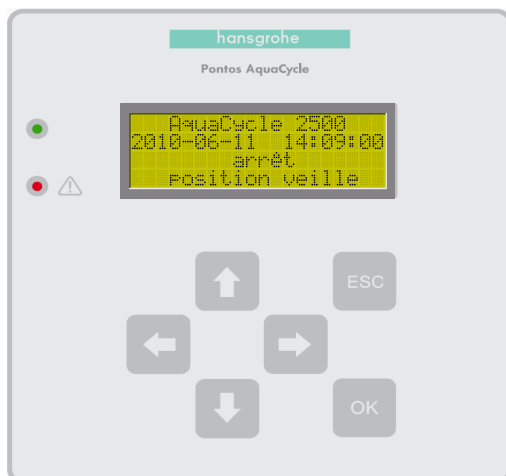 hansgrohe
Pontos AquaCycle
AquaCycle 2500
2010-06-11 14:09:00
arrêt
position veille
ESC
OK